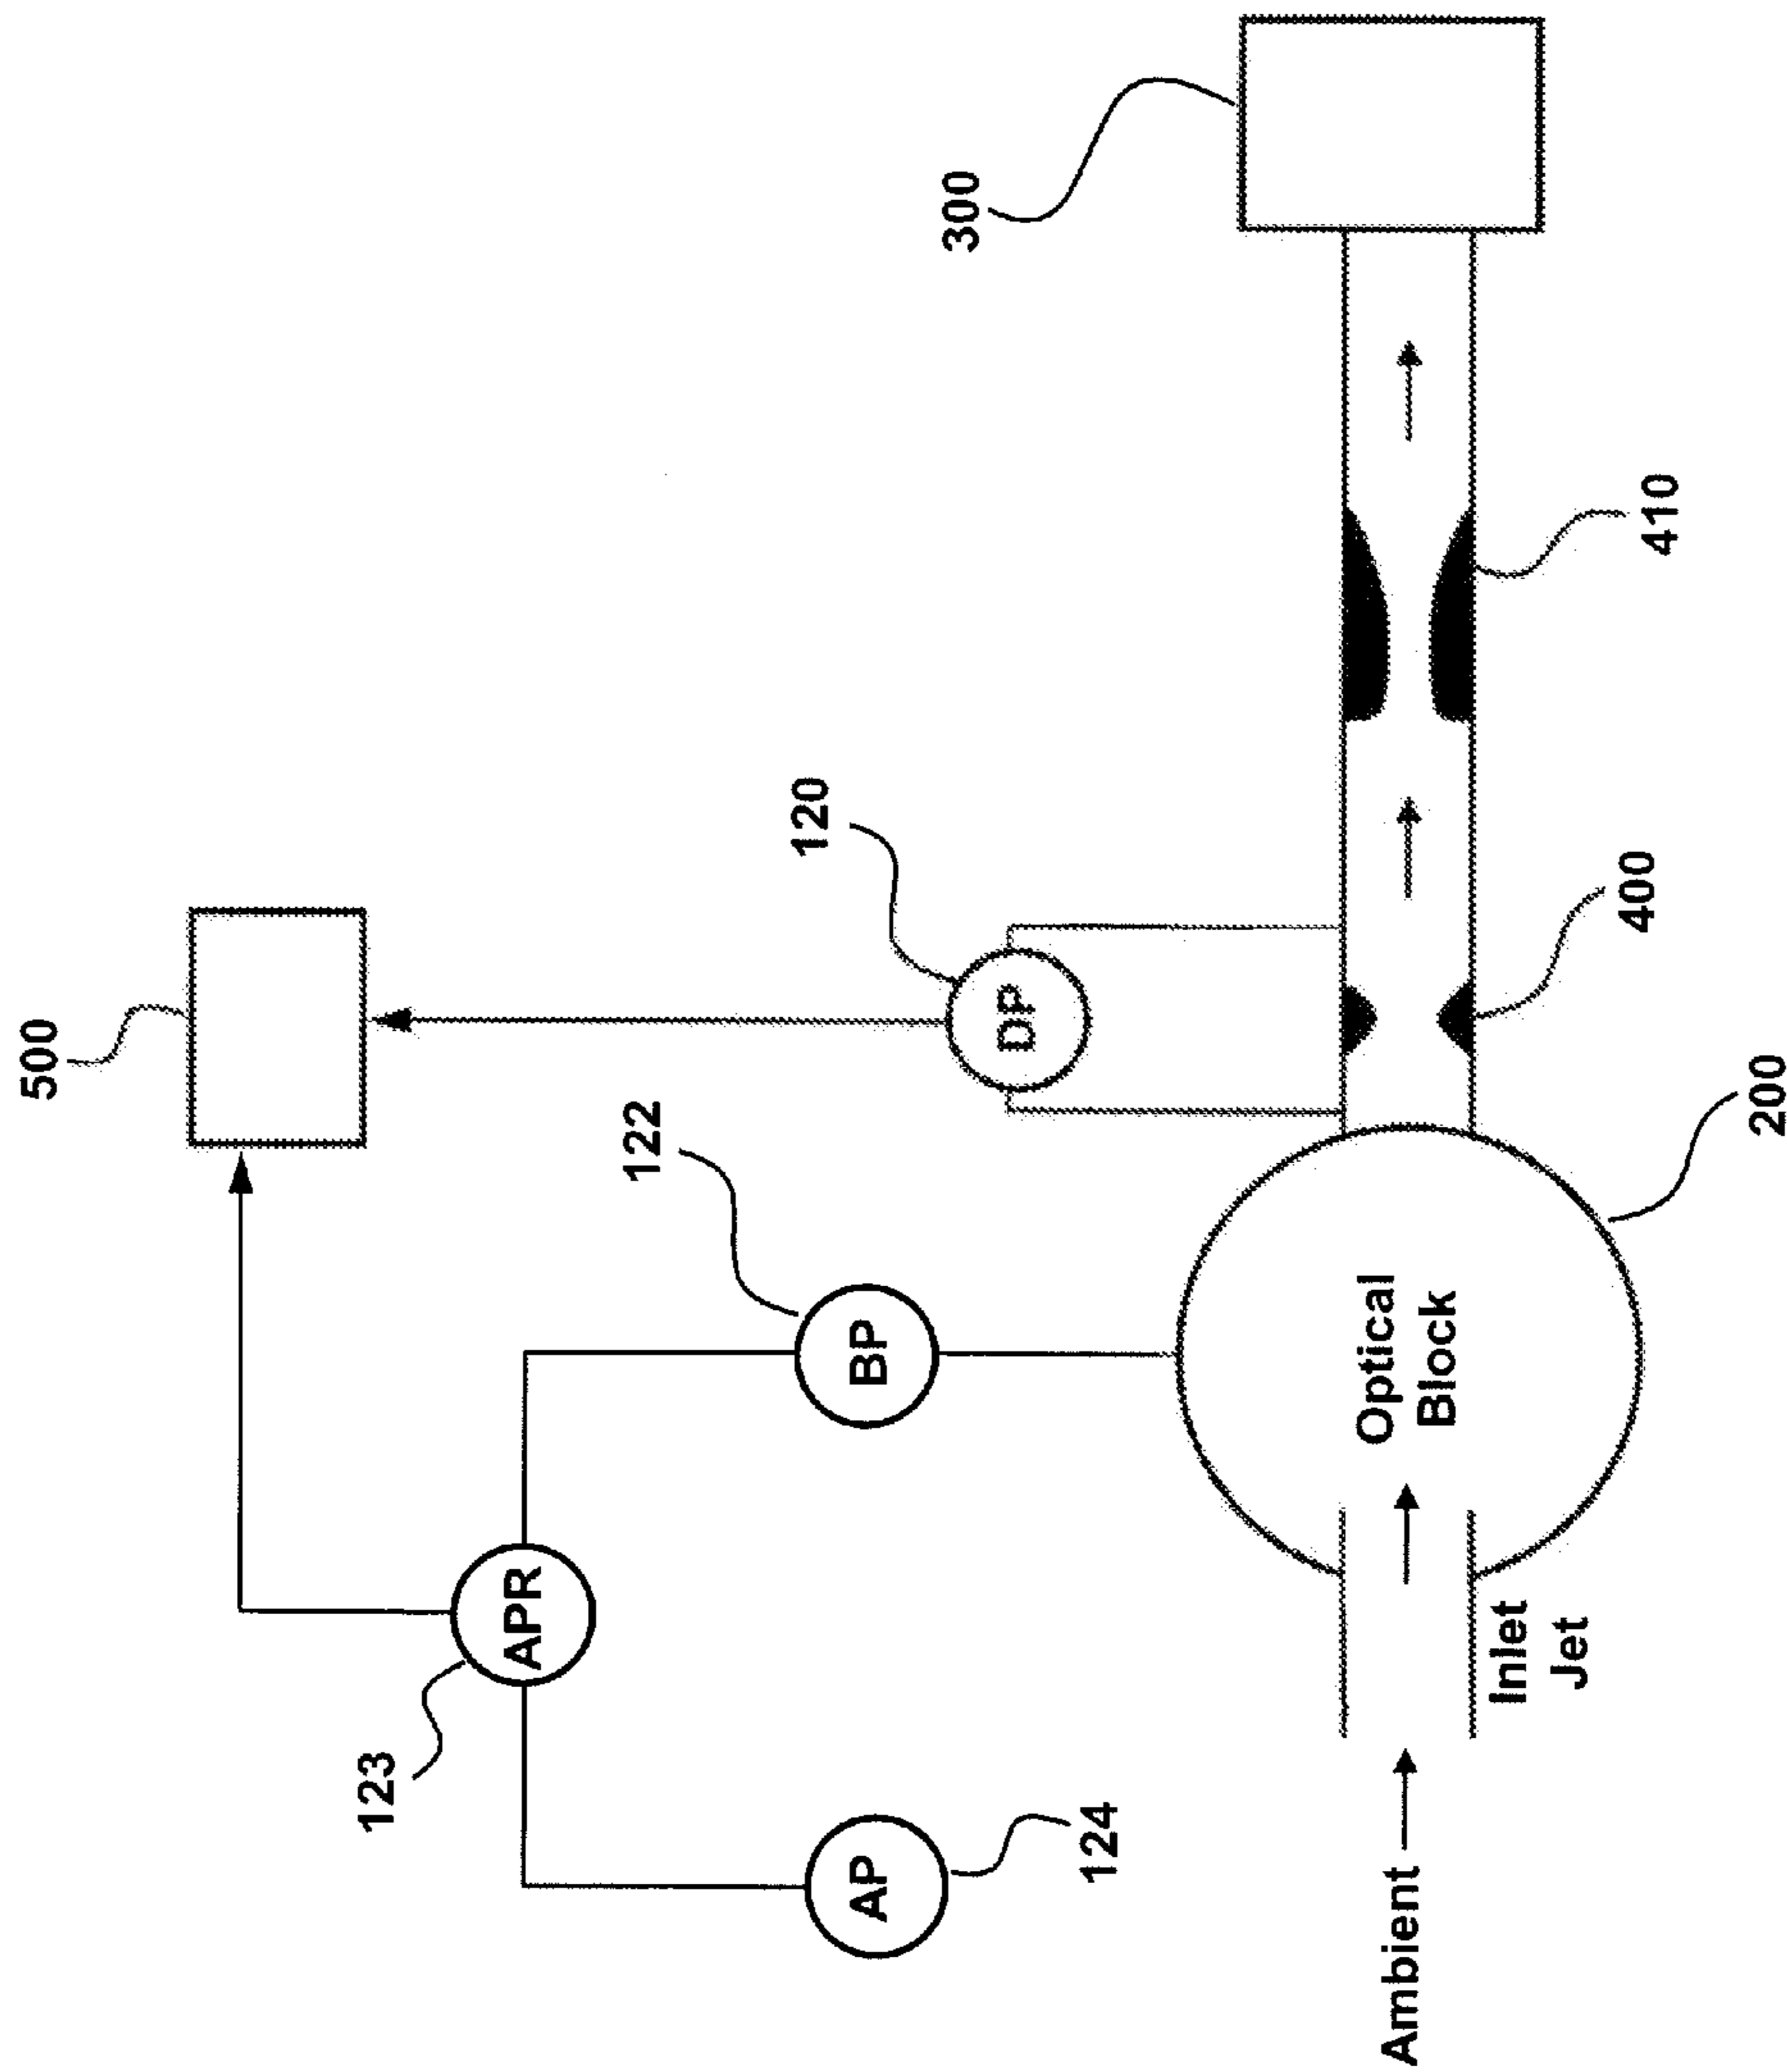 500
300
120
122
123
DP
APR
BP
AP
124
410
400
200
Optical
Block
Inlet
Jet
Ambient